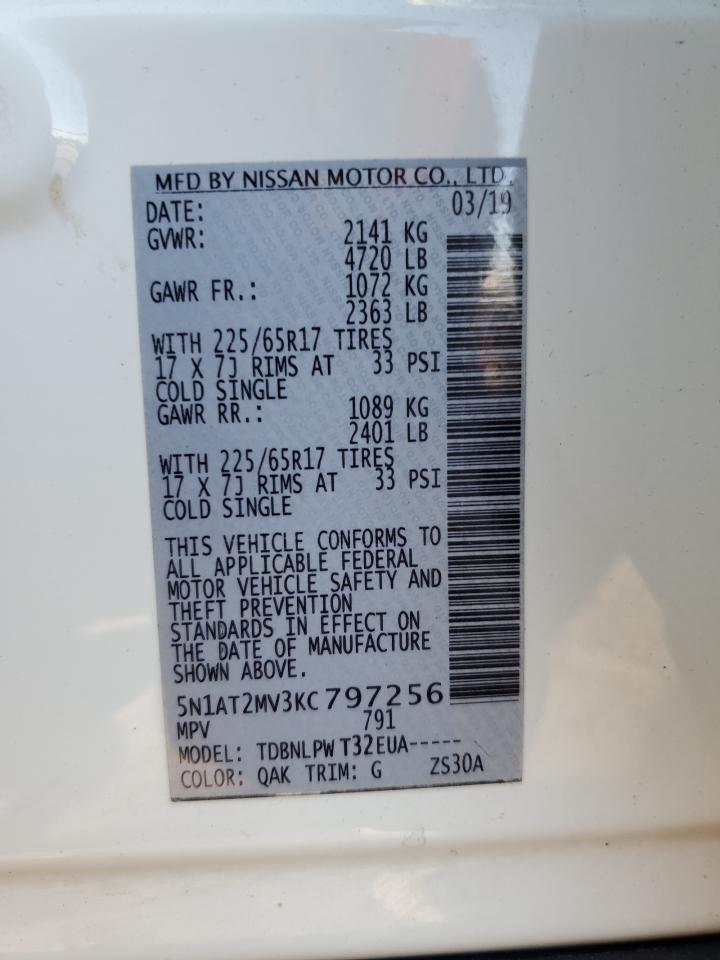 MFD BY NISSAN MOTOR CO., LTD.
DATE: 03/19
GVWR: 2141 KG
4720 LB
GAWR FR.: 1072 KG
2363 LB
WITH 225/65R17 TIRES
17 X 7J RIMS AT 33 PSI
COLD SINGLE
GAWR RR.: 1089 KG
2401 LB
WITH 225/65R17 TIRES
17 X 7J RIMS AT 33 PSI
COLD SINGLE
THIS VEHICLE CONFORMS TO
ALL APPLICABLE FEDERAL
MOTOR VEHICLE SAFETY AND
THEFT PREVENTION
STANDARDS IN EFFECT ON
THE DATE OF MANUFACTURE
SHOWN ABOVE.
5N1AT2MV3KC797256
MPV 791
MODEL: TDBNLPW T32EUA-----
COLOR: QAK TRIM: G ZS30A